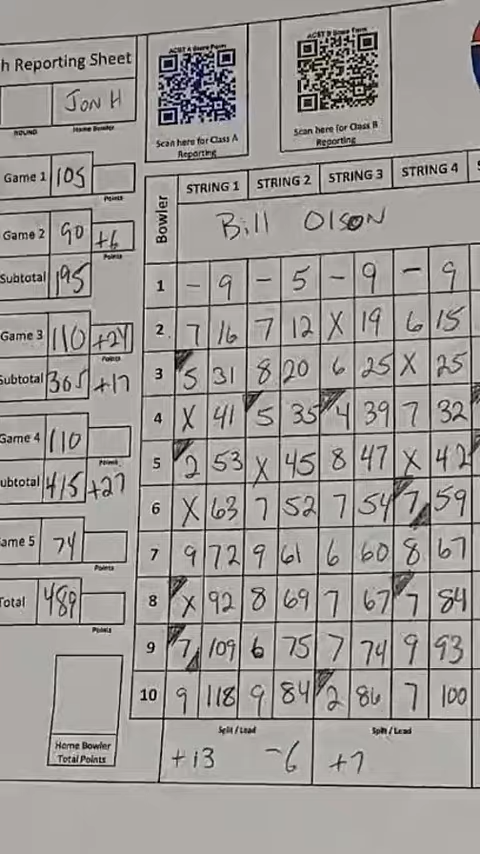 h Reporting Sheet
JON H
ROUND
Home Bowler
ACBT A Score Form
Scan here for Class A
Reporting
ACBT B Score Form
Scan here for Class B
Reporting
Game 1 105
Points
Game 2 90 +6
Points
Subtotal 195
Game 3 110 +24
Points
Subtotal 305 +17
Game 4 110
Points
ubtotal 415 +27
ame 5 74
Points
Total 489
Points
Home Bowler
Total Points
Bowler
STRING 1 STRING 2 STRING 3 STRING 4
Bill OlSON
1 - 9 - 5 - 9 - 9
2 7 16 7 12 X 19 6 15
3 5 31 8 20 6 25 X 25
4 X 41 5 35 4 39 7 32
5 2 53 X 45 8 47 X 42
6 X 63 7 52 7 54 7 59
7 9 72 9 61 6 60 8 67
8 X 92 8 69 7 67 7 84
9 7 109 6 75 7 74 9 93
10 9 118 9 84 2 86 7 100
Split / Lead
Split / Lead
+13 -6 +7